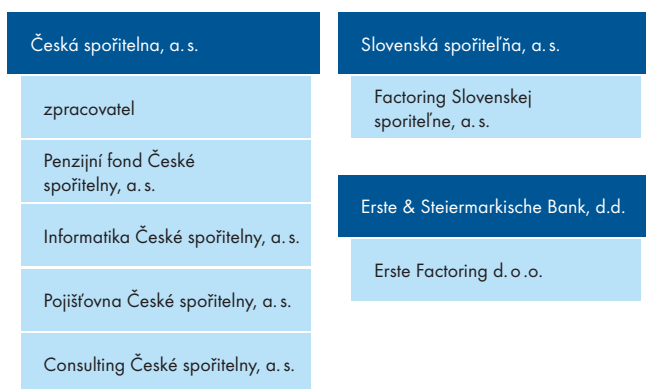 Česká spořitelna, a. s.
zpracovatel
Penzijní fond České
spořitelny, a. s.
Informatika České spořitelny, a. s.
Pojišťovna České spořitelny, a. s.
Consulting České spořitelny, a. s.
Slovenská spořiteľňa, a. s.
Factoring Slovenskej
sporiteľne, a. s.
Erste & Steiermarkische Bank, d.d.
Erste Factoring d. o .o.